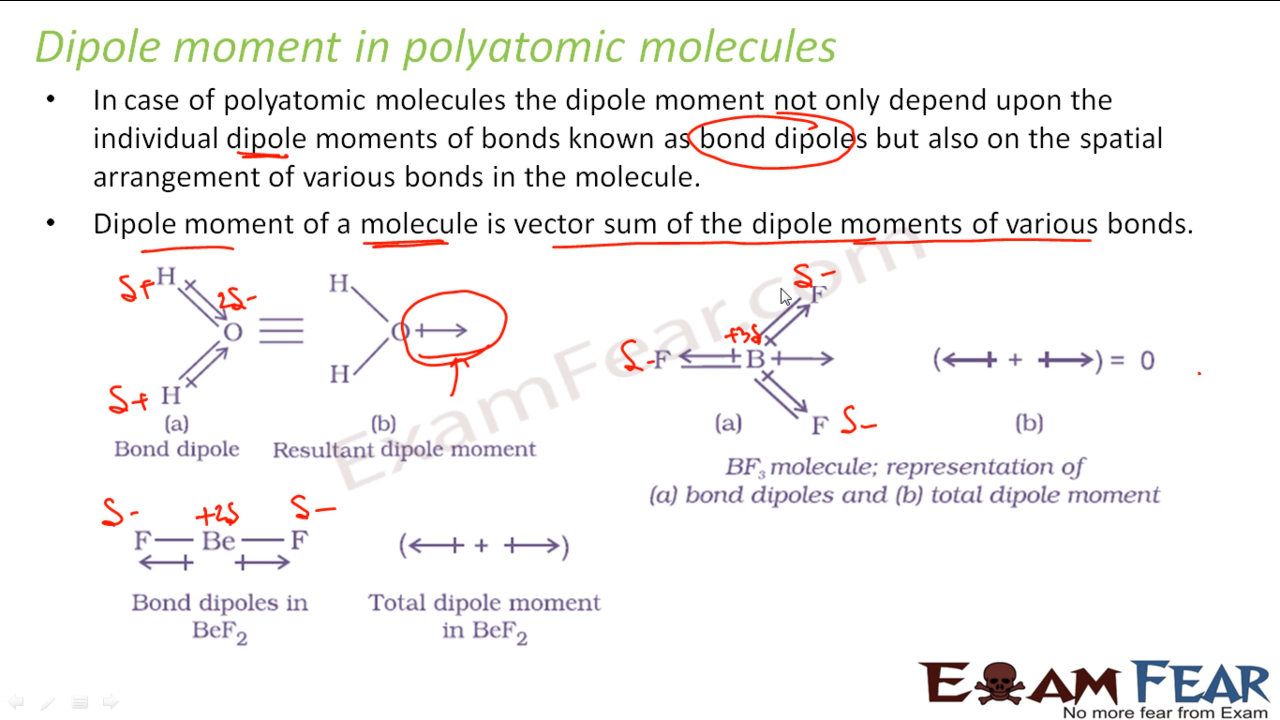 Dipole moment in polyatomic molecules
• In case of polyatomic molecules the dipole moment not only depend upon the
individual dipole moments of bonds known as bond dipoles but also on the spatial
arrangement of various bonds in the molecule.
• Dipole moment of a molecule is vector sum of the dipole moments of various bonds.
ExamFear.com
δ+ H
2δ-
O
δ+ H
(a)
Bond dipole
H
O
H
(b)
Resultant dipole moment
δ-
F
+3δ
δ- F B
F δ-
(a)
( + ) = 0
(b)
BF₃ molecule; representation of
(a) bond dipoles and (b) total dipole moment
δ- +2δ δ-
F — Be — F
Bond dipoles in
BeF₂
( + )
Total dipole moment
in BeF₂
EXAM FEAR
No more fear from Exam